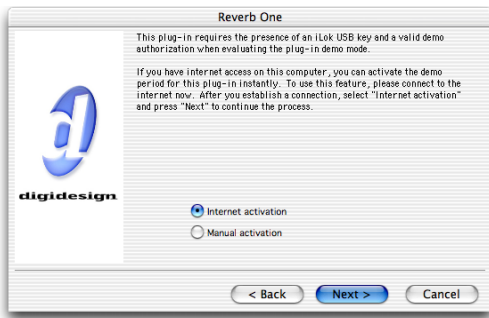 Reverb One
This plug-in requires the presence of an iLok USB key and a valid demo
authorization when evaluating the plug-in demo mode.
If you have internet access on this computer, you can activate the demo
period for this plug-in instantly. To use this feature, please connect to the
internet now. After you establish a connection, select "Internet activation"
and press "Next" to continue the process.
digidesign
Internet activation
Manual activation
< Back
Next >
Cancel